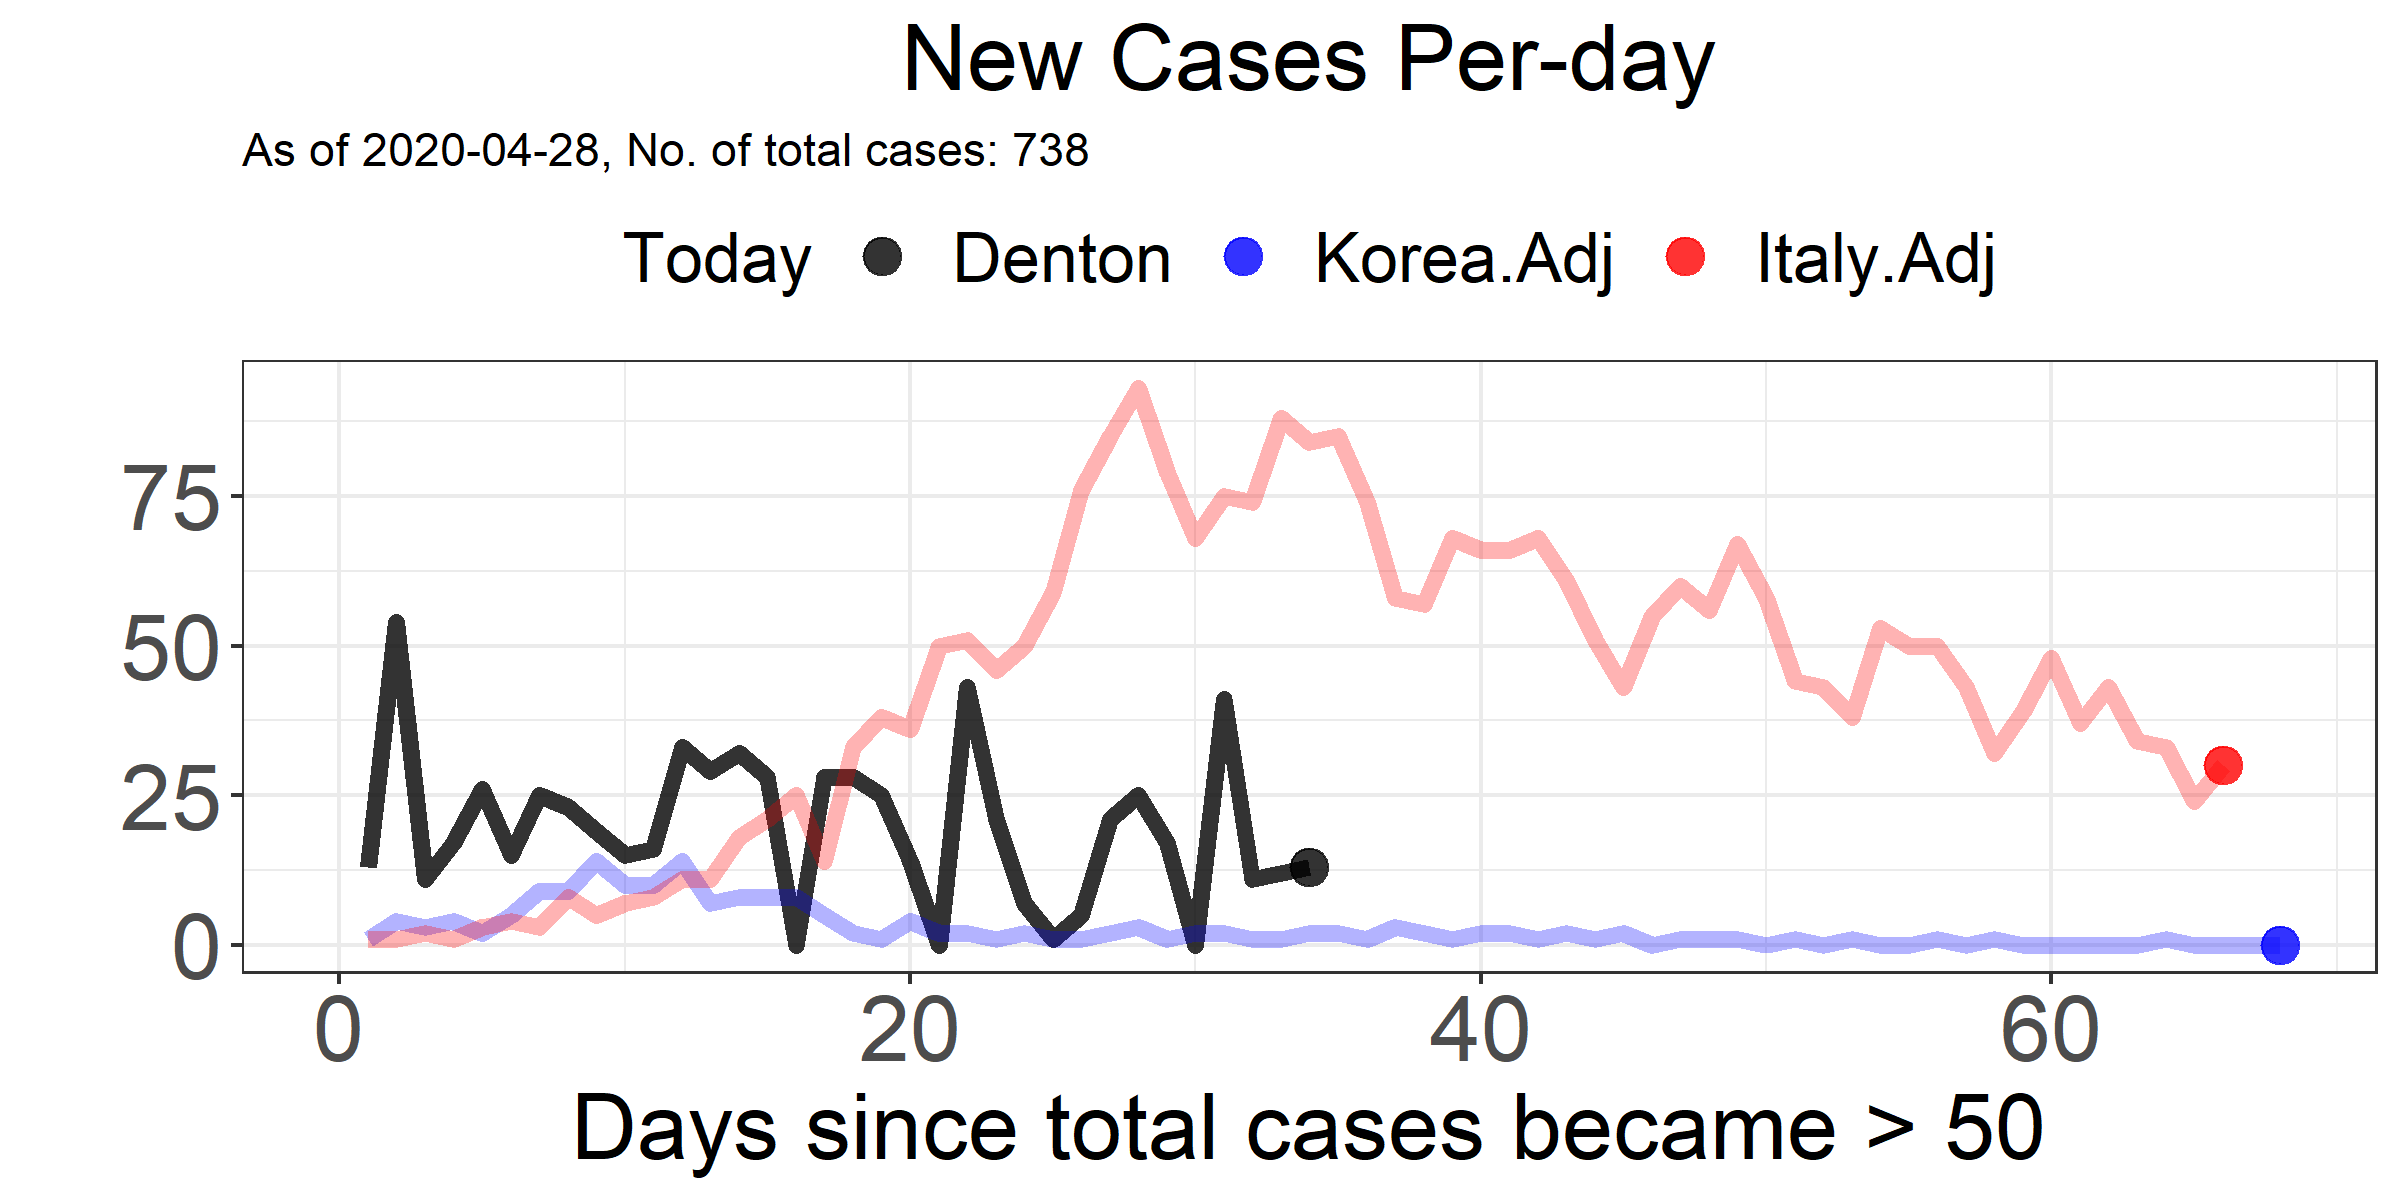 New Cases Per-day
As of 2020-04-28, No. of total cases: 738
Today Denton Korea.Adj Italy.Adj
75
50
25
0
0 20 40 60
Days since total cases became > 50